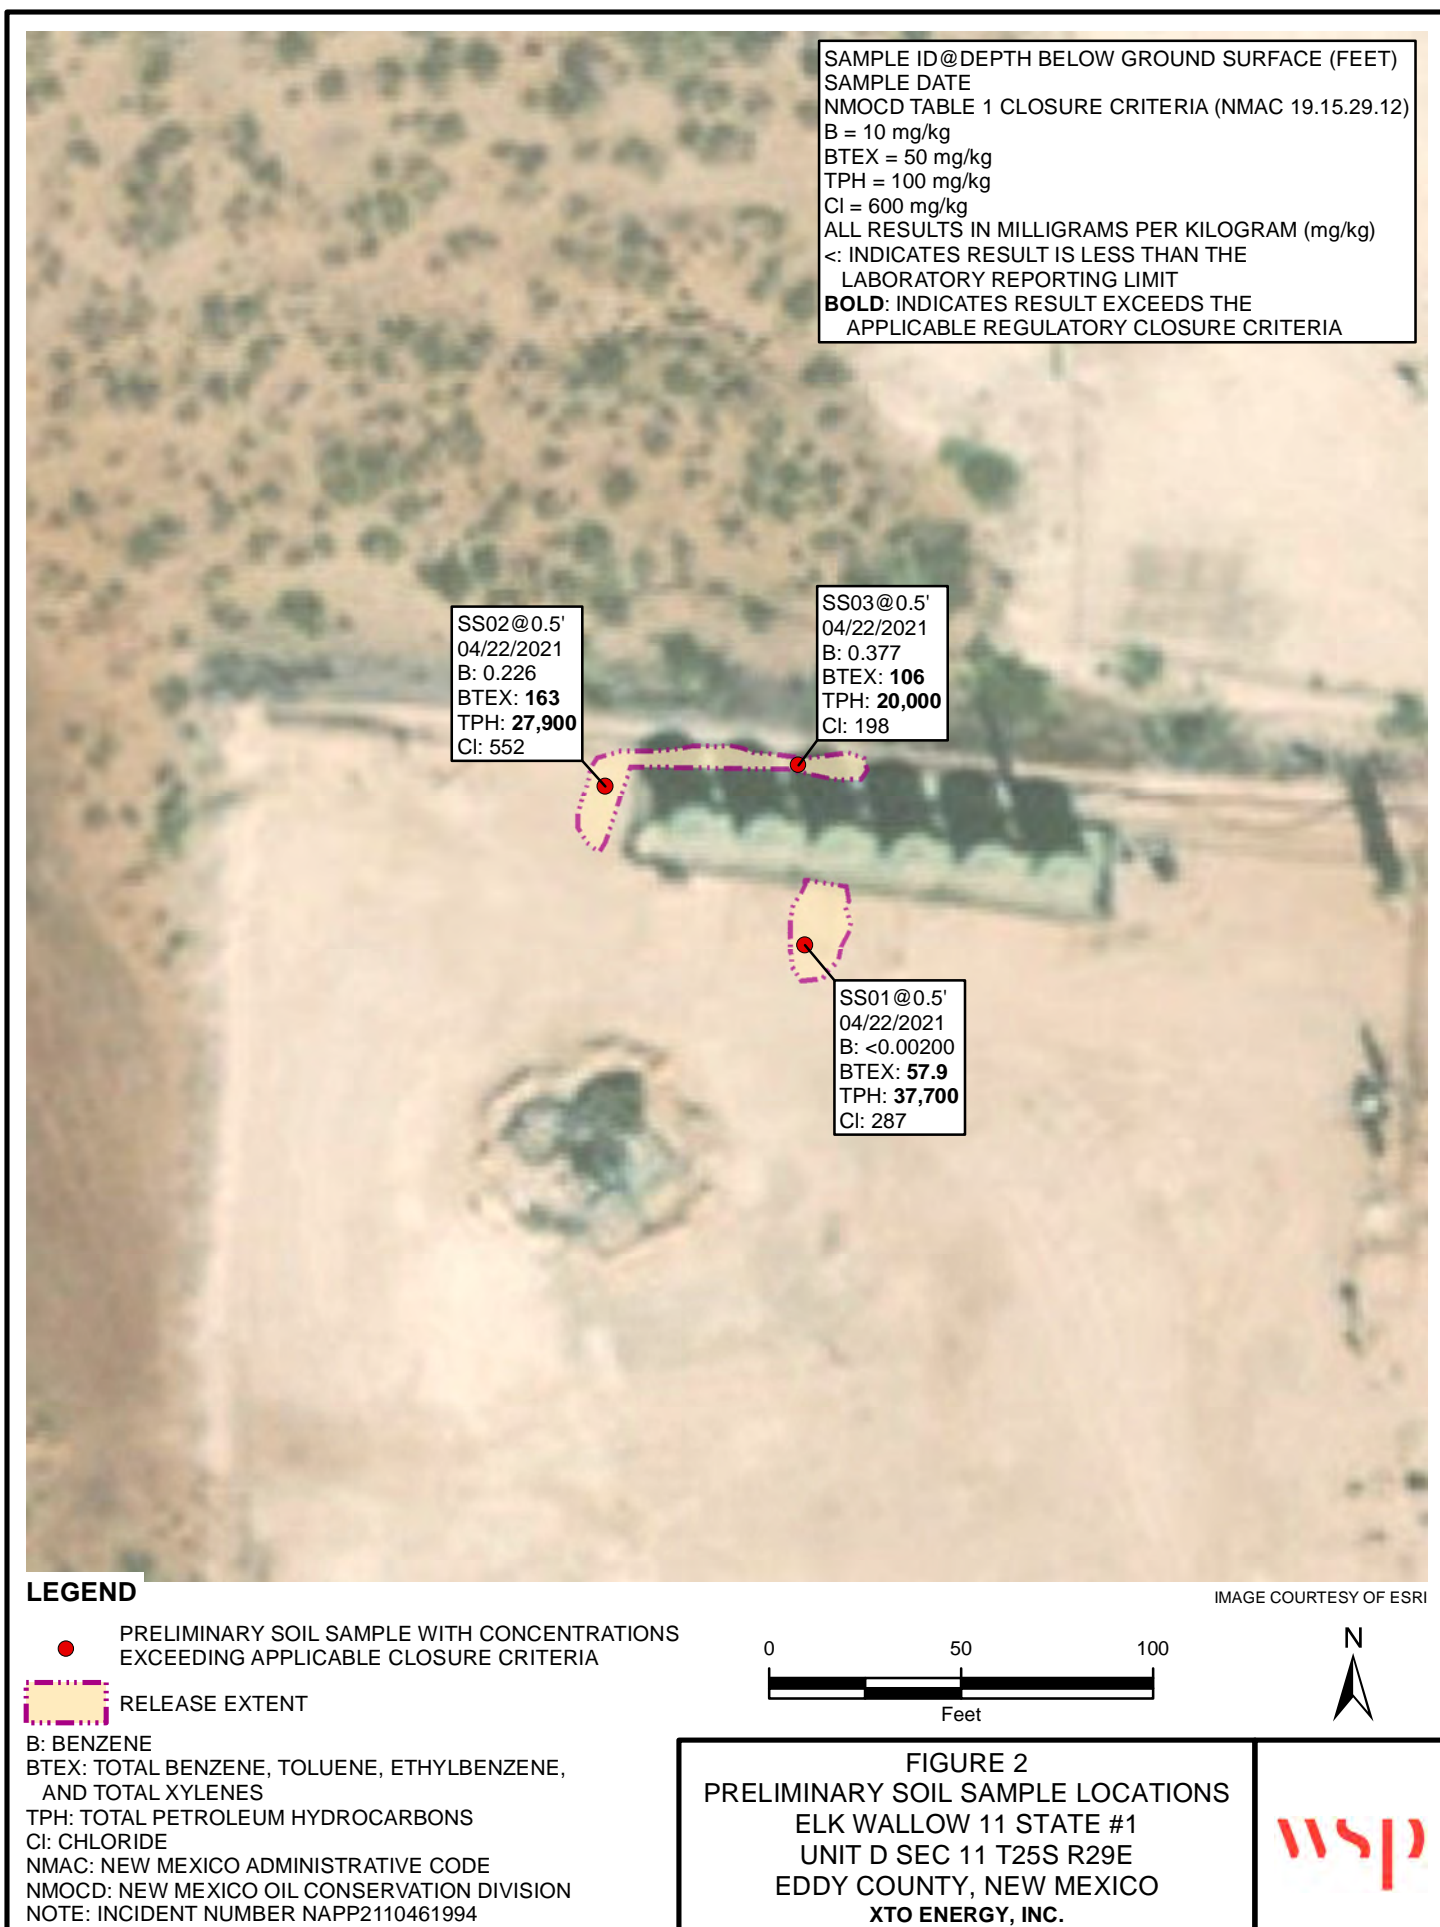 SAMPLE ID@DEPTH BELOW GROUND SURFACE (FEET)
SAMPLE DATE
NMOCD TABLE 1 CLOSURE CRITERIA (NMAC 19.15.29.12)
B = 10 mg/kg
BTEX = 50 mg/kg
TPH = 100 mg/kg
Cl = 600 mg/kg
ALL RESULTS IN MILLIGRAMS PER KILOGRAM (mg/kg)
<: INDICATES RESULT IS LESS THAN THE
LABORATORY REPORTING LIMIT
BOLD: INDICATES RESULT EXCEEDS THE
APPLICABLE REGULATORY CLOSURE CRITERIA
SS02@0.5'
04/22/2021
B: 0.226
BTEX: 163
TPH: 27,900
Cl: 552
SS03@0.5'
04/22/2021
B: 0.377
BTEX: 106
TPH: 20,000
Cl: 198
SS01@0.5'
04/22/2021
B: <0.00200
BTEX: 57.9
TPH: 37,700
Cl: 287
LEGEND
IMAGE COURTESY OF ESRI
PRELIMINARY SOIL SAMPLE WITH CONCENTRATIONS
EXCEEDING APPLICABLE CLOSURE CRITERIA
RELEASE EXTENT
B: BENZENE
BTEX: TOTAL BENZENE, TOLUENE, ETHYLBENZENE,
AND TOTAL XYLENES
TPH: TOTAL PETROLEUM HYDROCARBONS
Cl: CHLORIDE
NMAC: NEW MEXICO ADMINISTRATIVE CODE
NMOCD: NEW MEXICO OIL CONSERVATION DIVISION
NOTE: INCIDENT NUMBER NAPP2110461994
0 50 100
Feet
N
FIGURE 2
PRELIMINARY SOIL SAMPLE LOCATIONS
ELK WALLOW 11 STATE #1
UNIT D SEC 11 T25S R29E
EDDY COUNTY, NEW MEXICO
XTO ENERGY, INC.
wsp